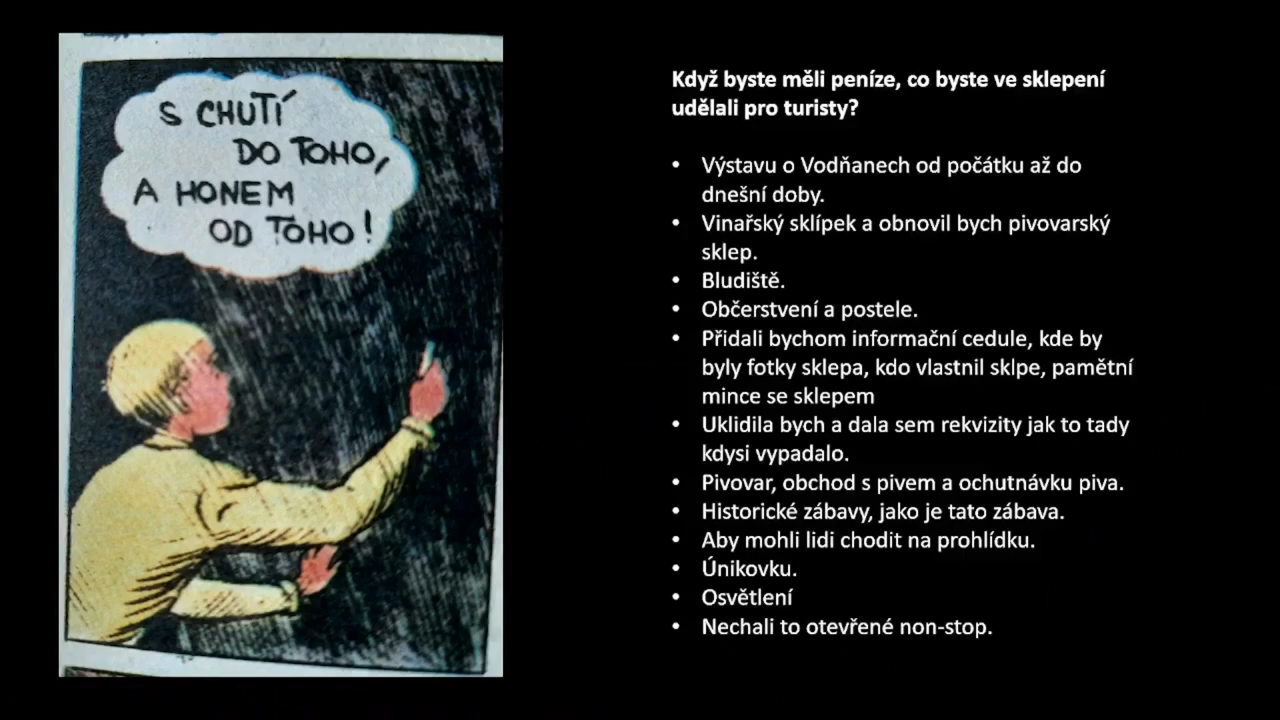 S CHUTÍ
DO TOHO,
A HONEM
OD TOHO!
Když byste měli peníze, co byste ve sklepení
udělali pro turisty?
• Výstavu o Vodňanech od počátku až do
dnešní doby.
• Vinařský sklípek a obnovil bych pivovarský
sklep.
• Bludiště.
• Občerstvení a postele.
• Přidali bychom informační cedule, kde by
byly fotky sklepa, kdo vlastnil sklpe, pamětní
mince se sklepem
• Uklidila bych a dala sem rekvizity jak to tady
kdysi vypadalo.
• Pivovar, obchod s pivem a ochutnávku piva.
• Historické zábavy, jako je tato zábava.
• Aby mohli lidi chodit na prohlídku.
• Únikovku.
• Osvětlení
• Nechali to otevřené non-stop.